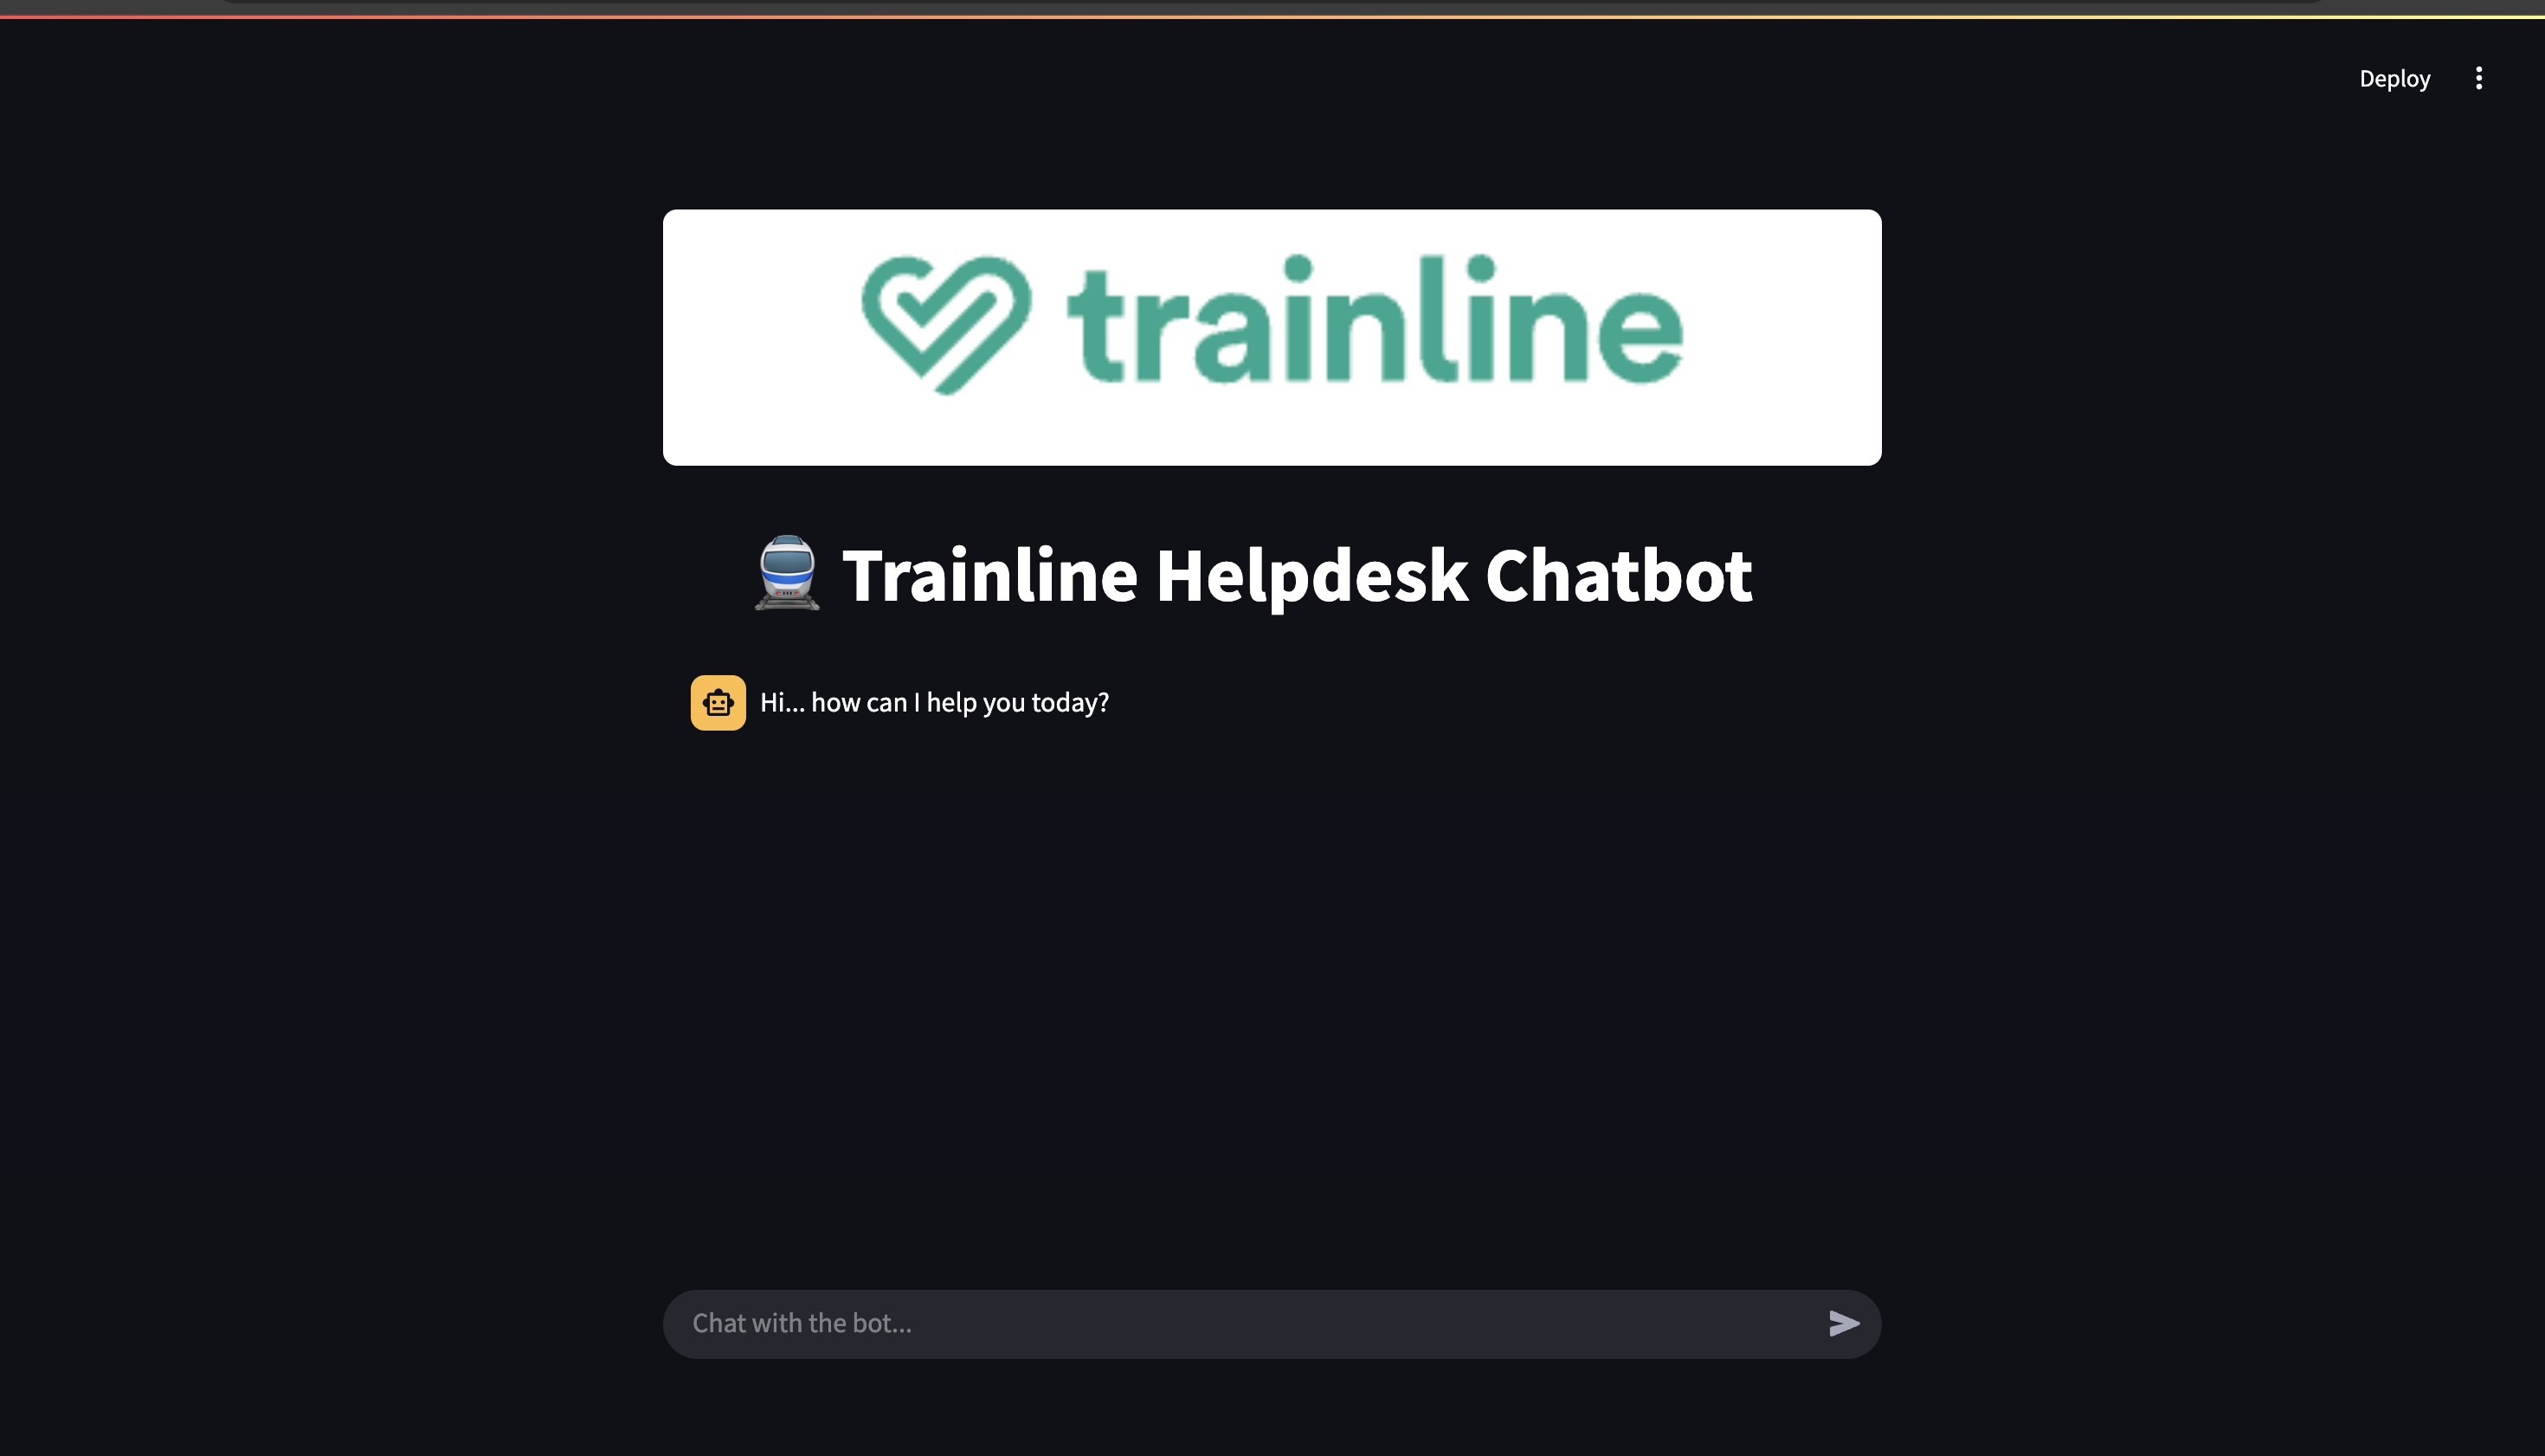 Deploy
trainline
Trainline Helpdesk Chatbot
Hi... how can I help you today?
Chat with the bot...